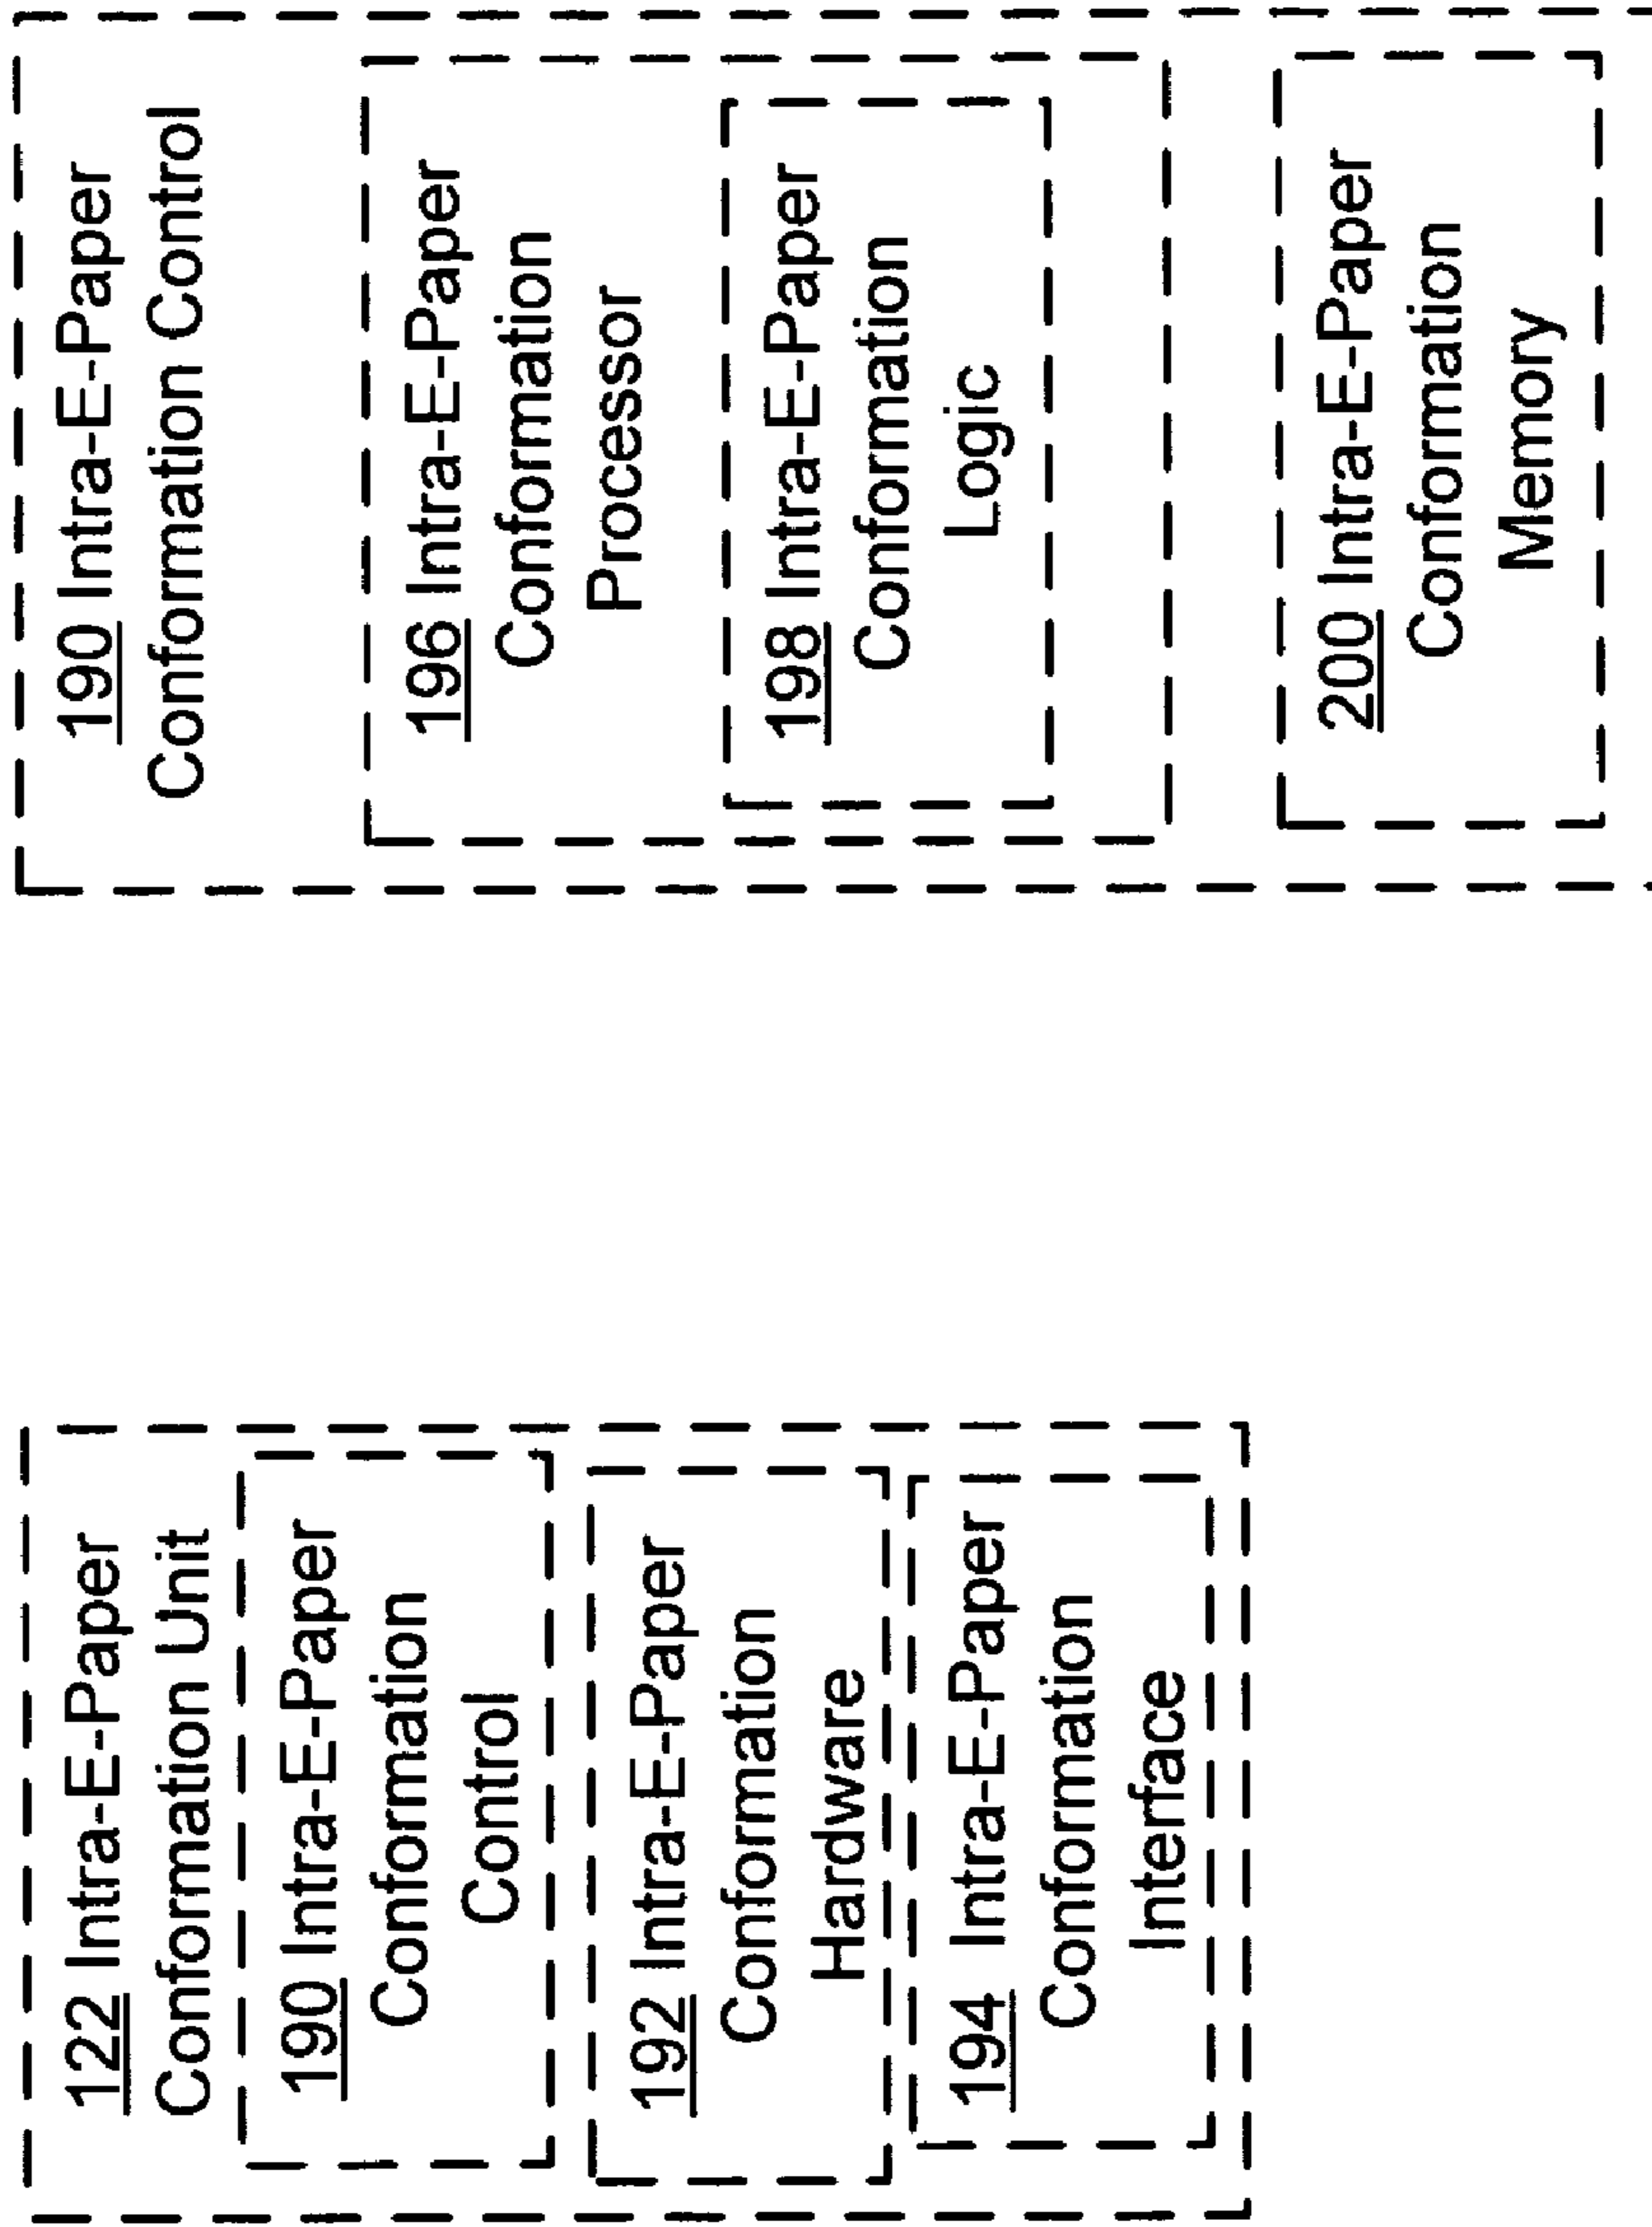 122 Intra-E-Paper
Conformation Unit
190 Intra-E-Paper
Conformation
Control
192 Intra-E-Paper
Conformation
Hardware
194 Intra-E-Paper
Conformation
Interface
190 Intra-E-Paper
Conformation Control
196 Intra-E-Paper
Conformation
Processor
198 Intra-E-Paper
Conformation
Logic
200 Intra-E-Paper
Conformation
Memory